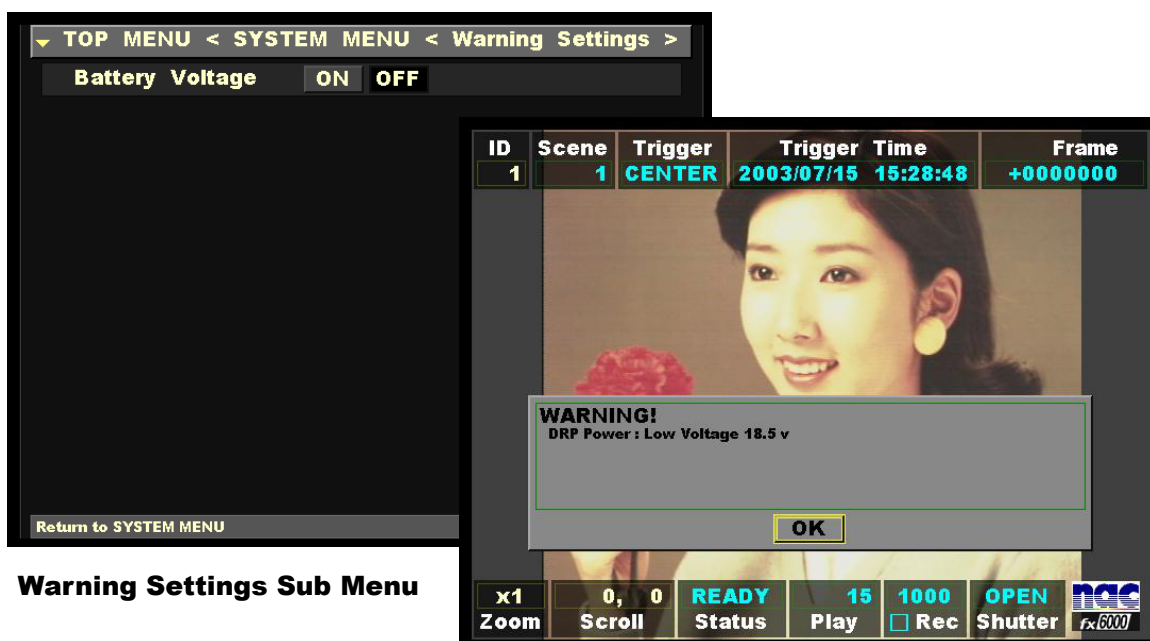 TOP MENU < SYSTEM MENU < Warning Settings >
Battery Voltage ON OFF
Return to SYSTEM MENU
Warning Settings Sub Menu
ID Scene Trigger Trigger Time Frame
1 1 CENTER 2003/07/15 15:28:48 +0000000
WARNING!
DRP Power : Low Voltage 18.5 v
OK
x1 0, 0 READY 15 1000 OPEN nac
Zoom Scroll Status Play Rec Shutter fx6000